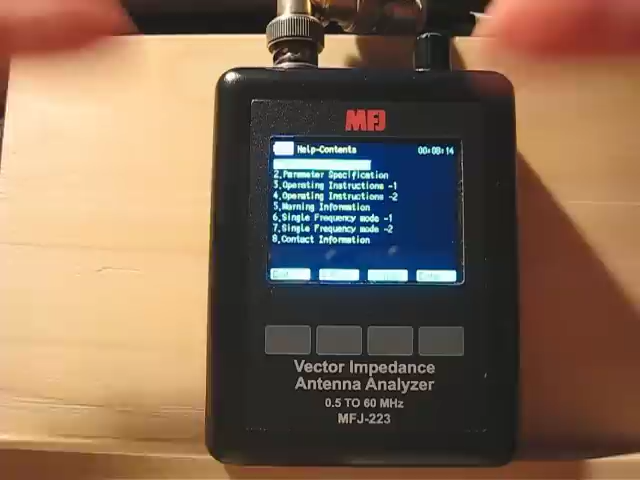 MFJ
Help-Contents 00:08:14
2.Parameter Specification
3.Operating Instructions -1
4.Operating Instructions -2
5.Warning Information
6.Single Frequency mode -1
7.Single Frequency mode -2
8.Contact Information
Vector Impedance
Antenna Analyzer
0.5 TO 60 MHz
MFJ-223